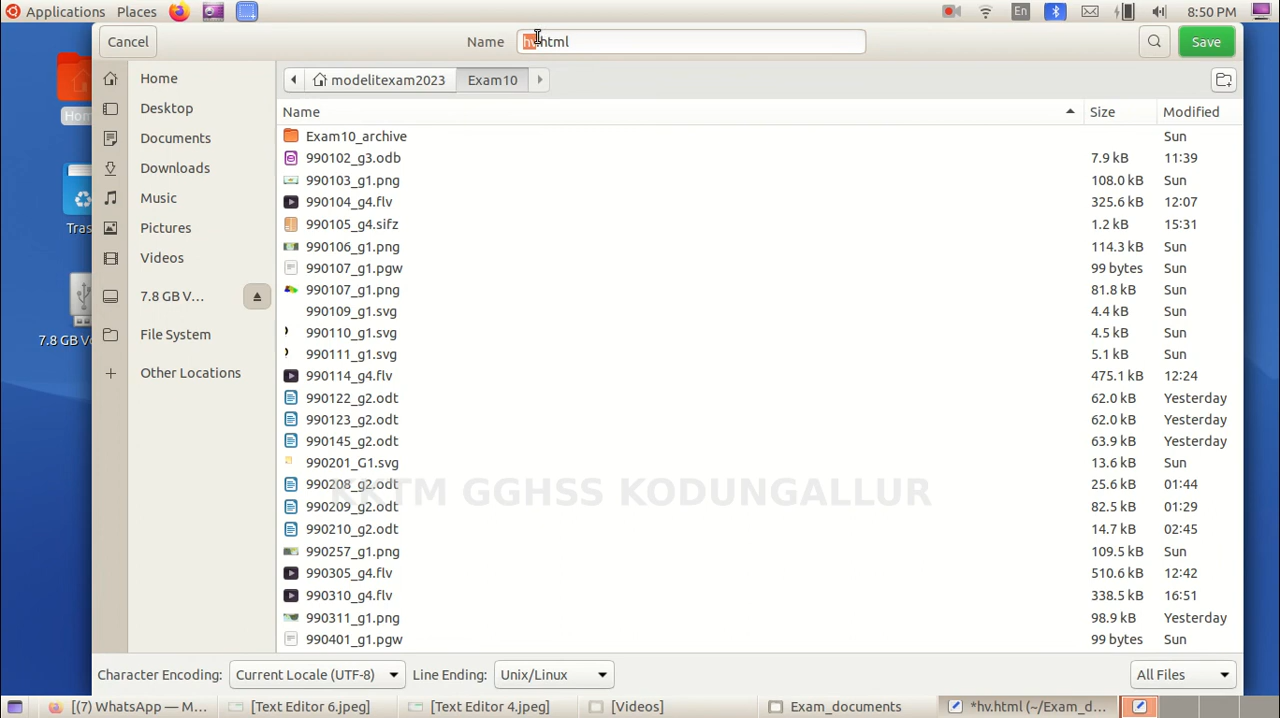 Applications Places En 8:50 PM
Cancel Name hv.html Save
modelitexam2023 Exam10
Name Size Modified
Home
Desktop
Documents
Downloads
Music
Pictures
Videos
7.8 GB V...
File System
Other Locations
Hom
Tras
7.8 GB Vo
Exam10_archive Sun
990102_g3.odb 7.9 kB 11:39
990103_g1.png 108.0 kB Sun
990104_g4.flv 325.6 kB 12:07
990105_g4.sifz 1.2 kB 15:31
990106_g1.png 114.3 kB Sun
990107_g1.pgw 99 bytes Sun
990107_g1.png 81.8 kB Sun
990109_g1.svg 4.4 kB Sun
990110_g1.svg 4.5 kB Sun
990111_g1.svg 5.1 kB Sun
990114_g4.flv 475.1 kB 12:24
990122_g2.odt 62.0 kB Yesterday
990123_g2.odt 62.0 kB Yesterday
990145_g2.odt 63.9 kB Yesterday
990201_G1.svg 13.6 kB Sun
990208_g2.odt 25.6 kB 01:44
KKTM GGHSS KODUNGALLUR
990209_g2.odt 82.5 kB 01:29
990210_g2.odt 14.7 kB 02:45
990257_g1.png 109.5 kB Sun
990305_g4.flv 510.6 kB 12:42
990310_g4.flv 338.5 kB 16:51
990311_g1.png 98.9 kB Yesterday
990401_g1.pgw 99 bytes Sun
Character Encoding: Current Locale (UTF-8) Line Ending: Unix/Linux All Files
[(7) WhatsApp — M... [Text Editor 6.jpeg] [Text Editor 4.jpeg] [Videos] Exam_documents *hv.html (~/Exam_d...